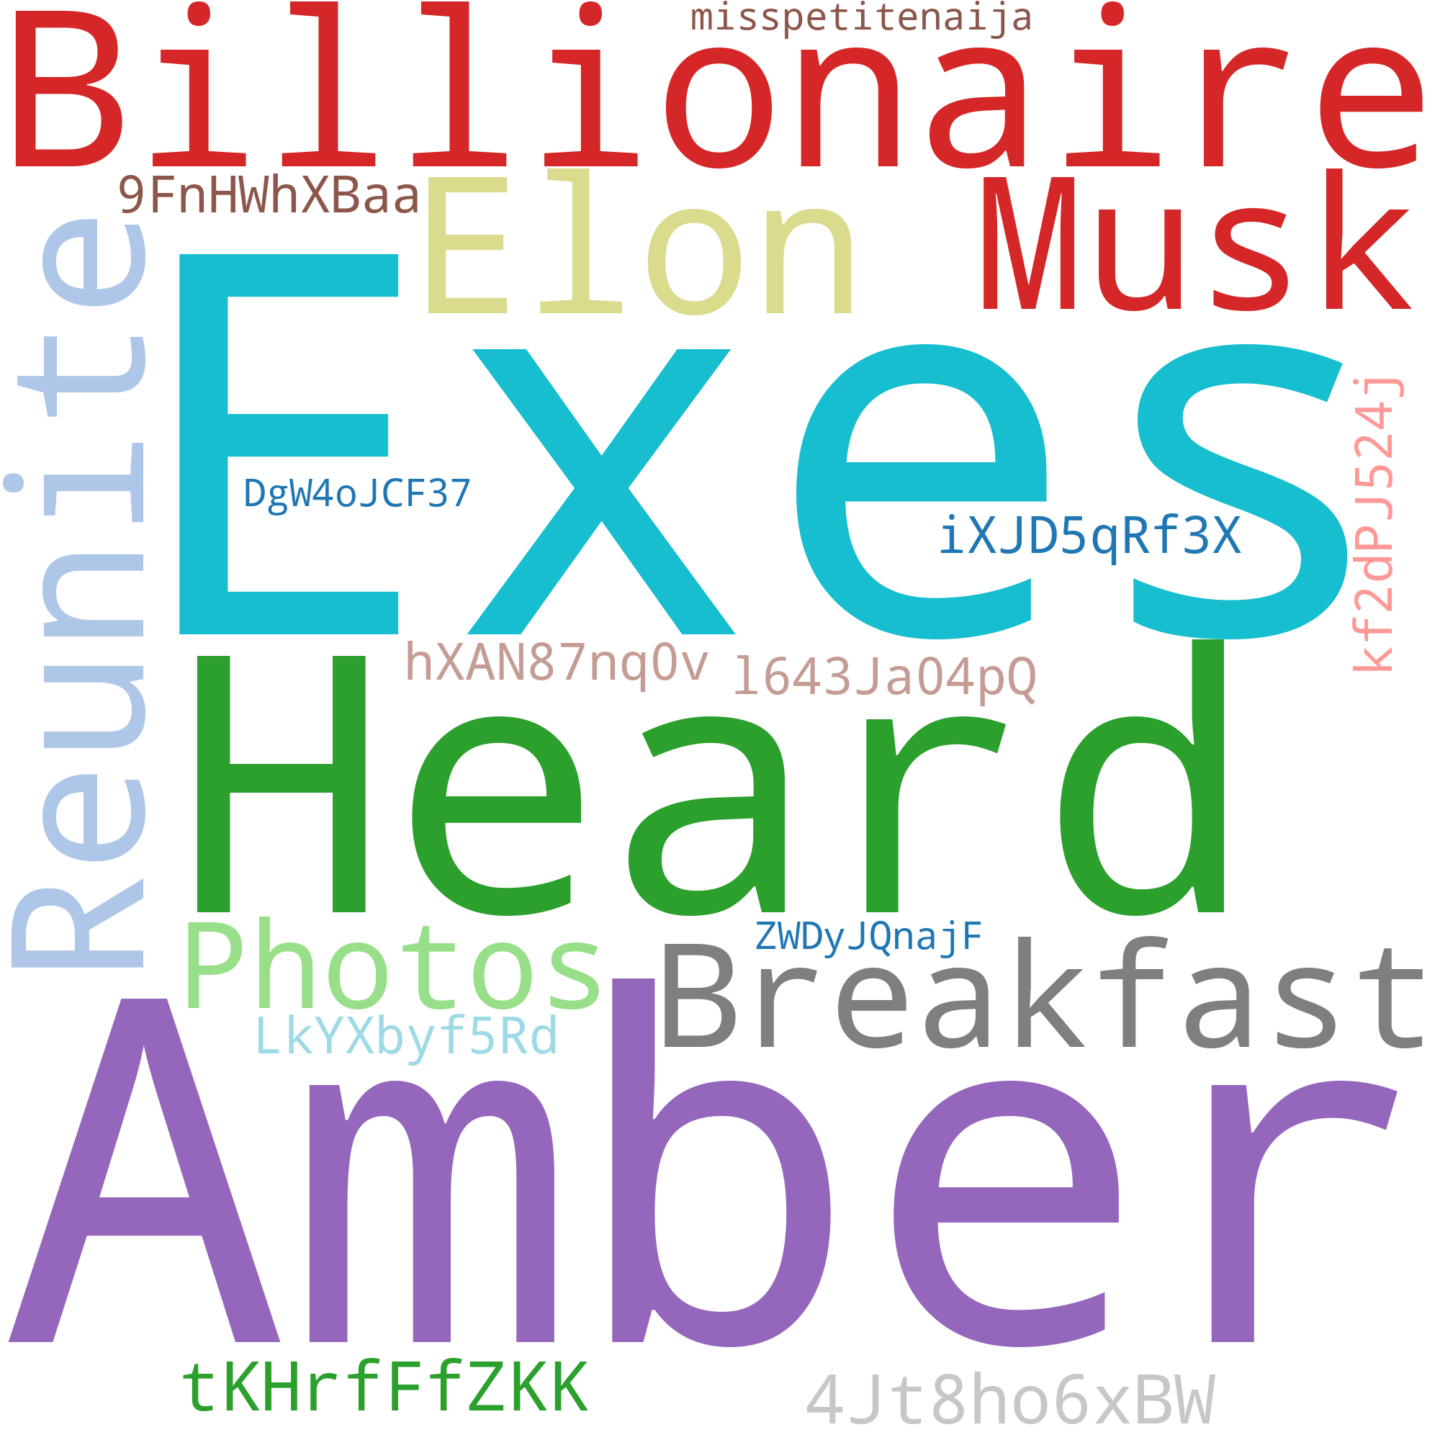 misspetitenaija
Billionaire
9FnHWhXBaa
Elon
Musk
Reunite
Exes
kf2dPJ524j
DgW4oJCF37
iXJD5qRf3X
hXAN87nq0v
l643JaO4pQ
Heard
Photos
ZWDyJQnajF
Breakfast
LkYXbyf5Rd
Amber
tKHrfFfZKK
4Jt8ho6xBW